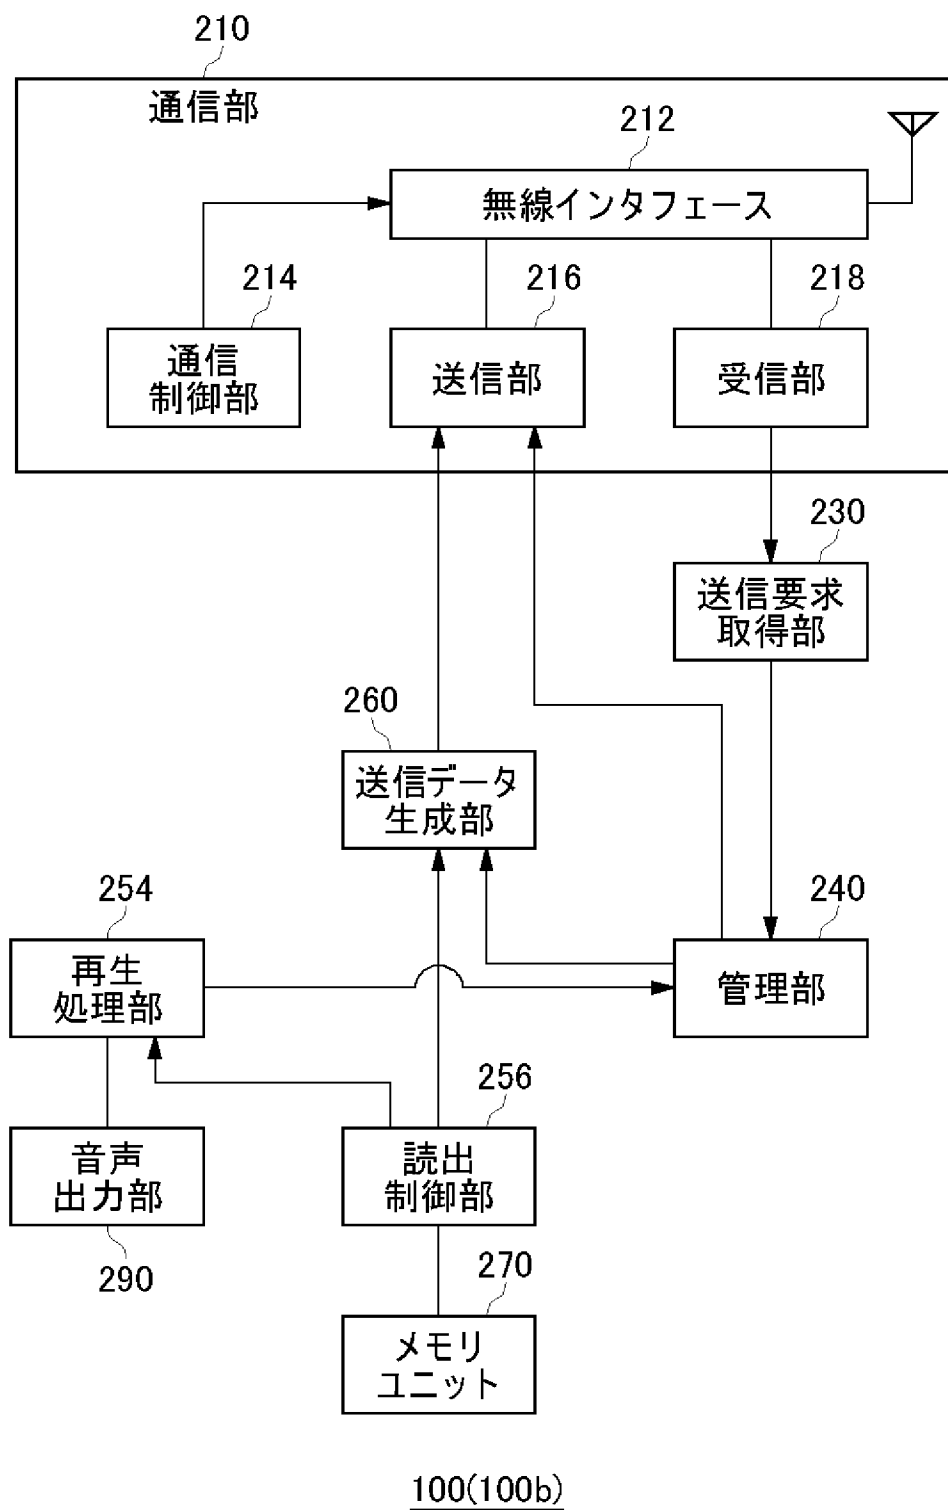 210
通信部
212
無線インタフェース
214
216
218
通信
制御部
送信部
受信部
230
送信要求
取得部
260
送信データ
生成部
254
240
再生
処理部
管理部
256
音声
出力部
読出
制御部
290
270
メモリ
ユニット
100(100b)